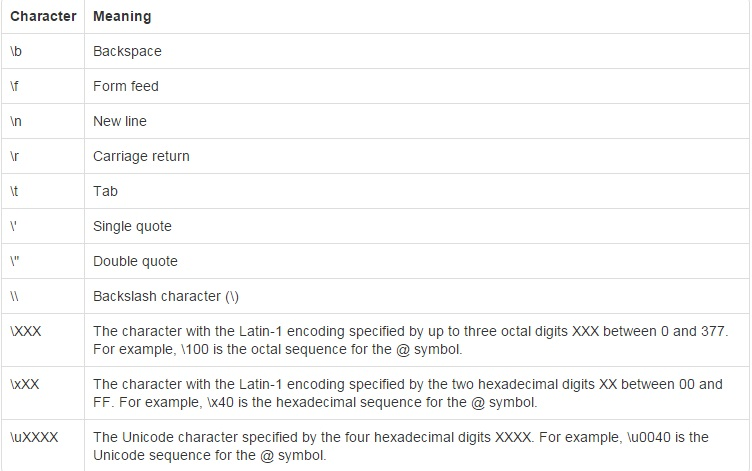 Character Meaning
\b Backspace
\f Form feed
\n New line
\r Carriage return
\t Tab
\' Single quote
\" Double quote
\\ Backslash character (\)
\XXX The character with the Latin-1 encoding specified by up to three octal digits XXX between 0 and 377.
For example, \100 is the octal sequence for the @ symbol.
\xXX The character with the Latin-1 encoding specified by the two hexadecimal digits XX between 00 and
FF. For example, \x40 is the hexadecimal sequence for the @ symbol.
\uXXXX The Unicode character specified by the four hexadecimal digits XXXX. For example, \u0040 is the
Unicode sequence for the @ symbol.